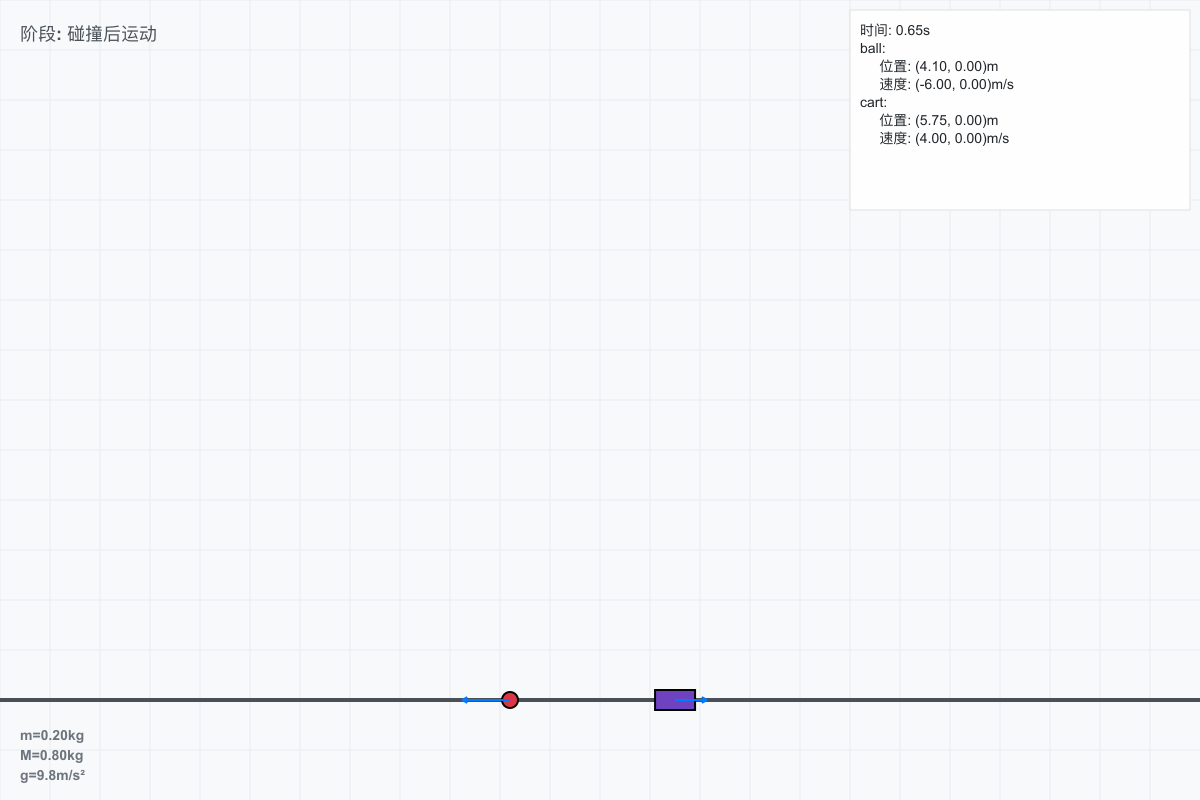 阶段: 碰撞后运动
时间: 0.65s
ball:
位置: (4.10, 0.00)m
速度: (-6.00, 0.00)m/s
cart:
位置: (5.75, 0.00)m
速度: (4.00, 0.00)m/s
m=0.20kg
M=0.80kg
g=9.8m/s²